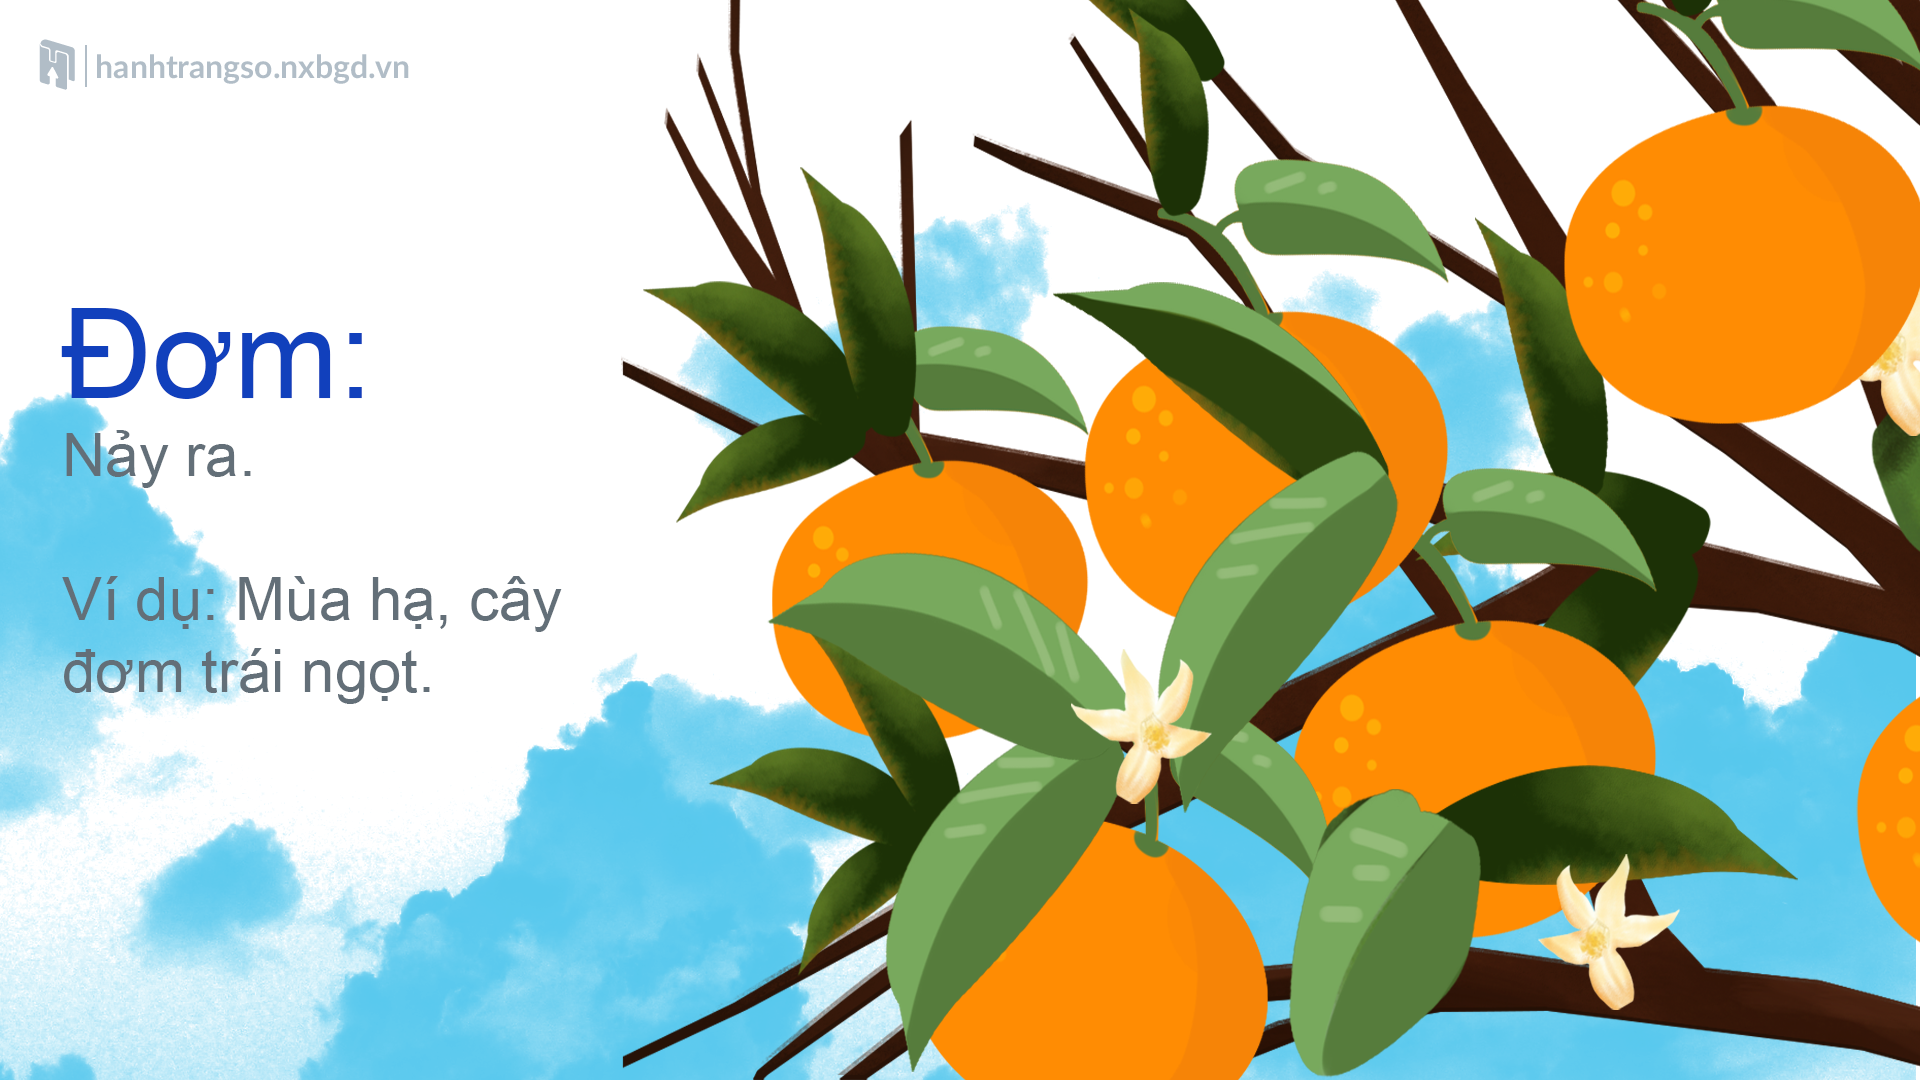 hanhtrangso.nxbgd.vn
Đơm:
Nảy ra.
Ví dụ: Mùa hạ, cây
đơm trái ngọt.